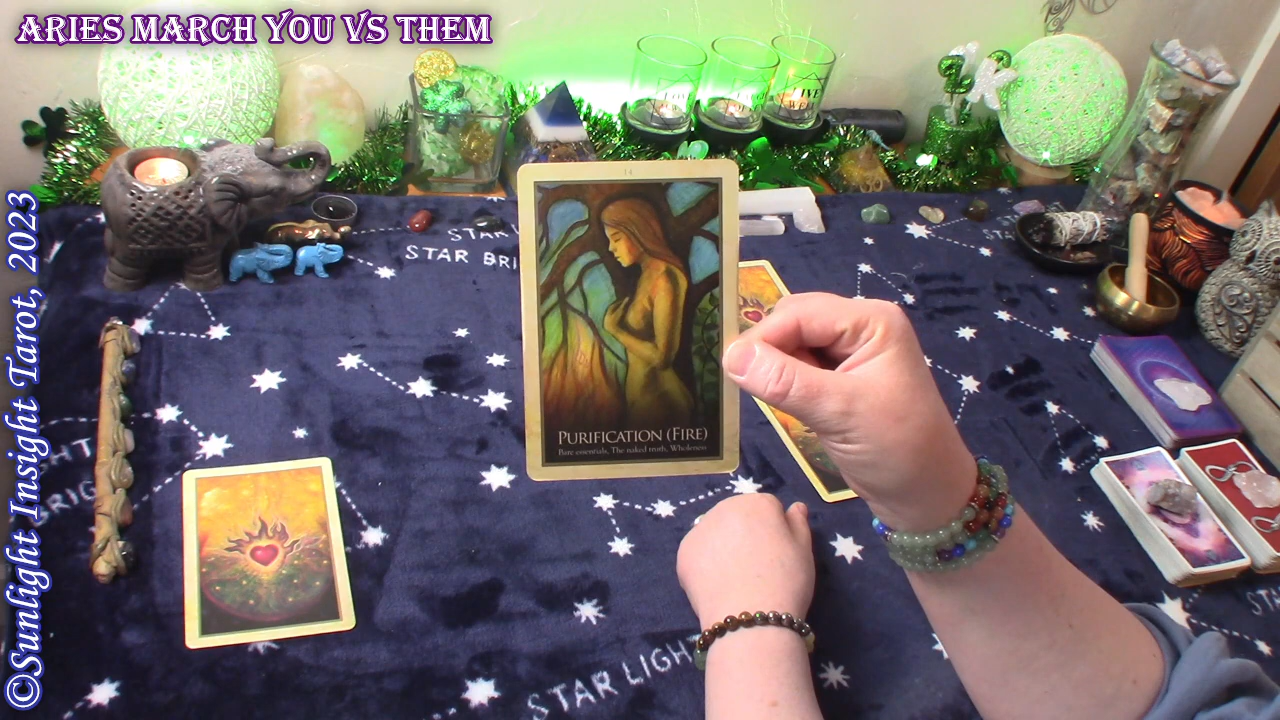 ARIES MARCH YOU VS THEM
©Sunlight Insight Tarot, 2023
14
PURIFICATION (FIRE)
Bare essentials, The naked truth, Wholeness
STAR
STAR BRI
STAR LIGHT